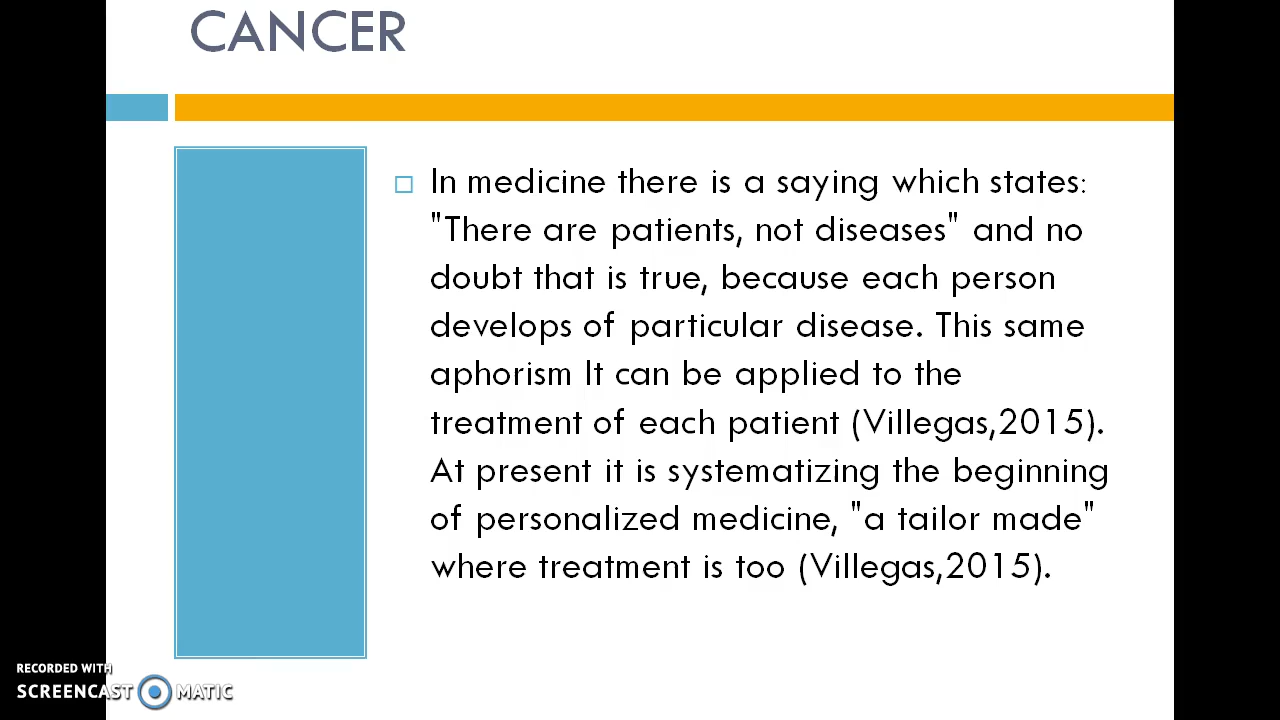 CANCER
In medicine there is a saying which states:
"There are patients, not diseases" and no
doubt that is true, because each person
develops of particular disease. This same
aphorism It can be applied to the
treatment of each patient (Villegas,2015).
At present it is systematizing the beginning
of personalized medicine, "a tailor made"
where treatment is too (Villegas,2015).
RECORDED WITH
SCREENCAST MATIC